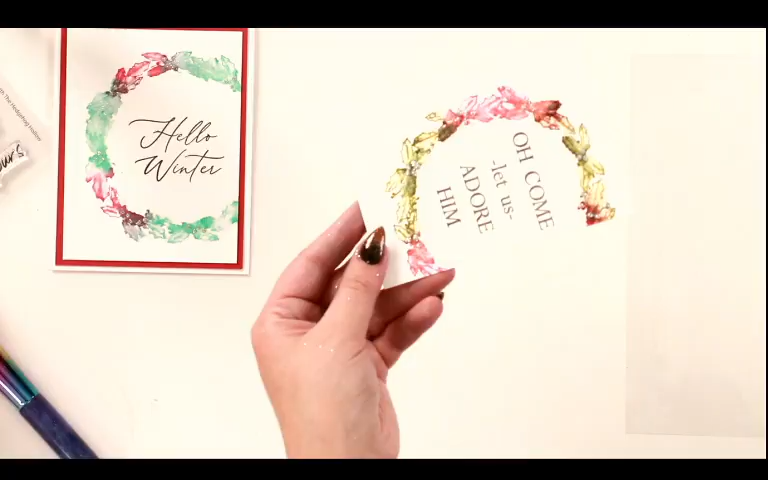 Hello
Winter
OH COME
-let us-
ADORE
HIM